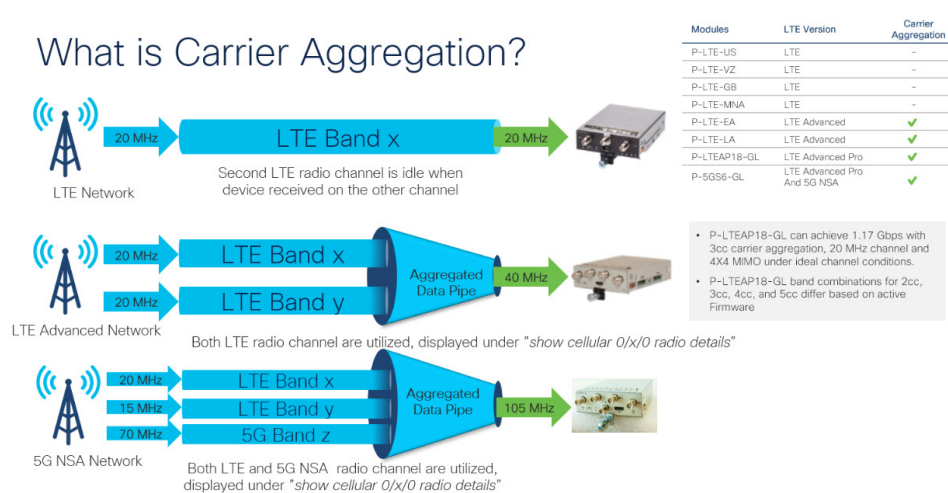 What is Carrier Aggregation?
20 MHz
LTE Band x
20 MHz
Second LTE radio channel is idle when
device received on the other channel
LTE Network
20 MHz
LTE Band x
20 MHz
LTE Band y
Aggregated
Data Pipe
40 MHz
LTE Advanced Network
Both LTE radio channel are utilized, displayed under "show cellular 0/x/0 radio details"
20 MHz
LTE Band x
15 MHz
LTE Band y
70 MHz
5G Band z
Aggregated
Data Pipe
105 MHz
5G NSA Network
Both LTE and 5G NSA radio channel are utilized,
displayed under "show cellular 0/x/0 radio details"
Modules LTE Version Carrier
Aggregation
P-LTE-US LTE -
P-LTE-VZ LTE -
P-LTE-GB LTE -
P-LTE-MNA LTE -
P-LTE-EA LTE Advanced ✔
P-LTE-LA LTE Advanced ✔
P-LTEAP18-GL LTE Advanced Pro ✔
P-5GS6-GL LTE Advanced Pro
And 5G NSA ✔
• P-LTEAP18-GL can achieve 1.17 Gbps with
3cc carrier aggregation, 20 MHz channel and
4X4 MIMO under ideal channel conditions.
• P-LTEAP18-GL band combinations for 2cc,
3cc, 4cc, and 5cc differ based on active
Firmware